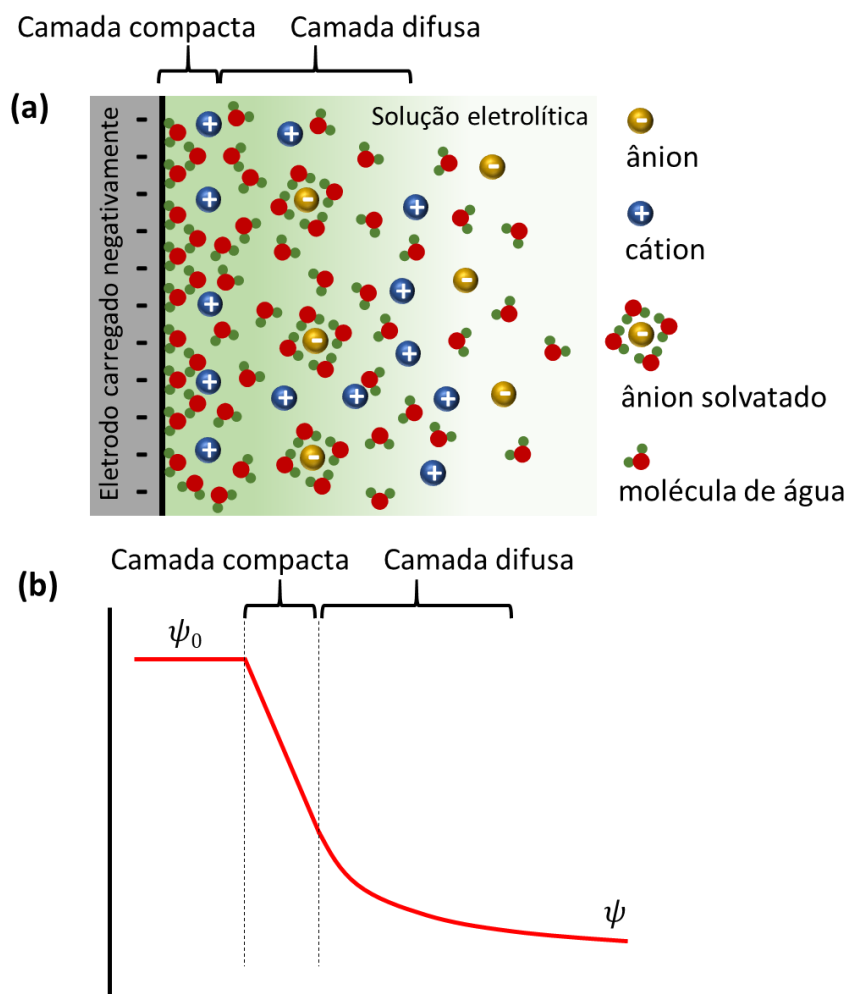 Camada compacta Camada difusa
(a)
Eletrodo carregado negativamente
Solução eletrolítica
ânion
cátion
ânion solvatado
molécula de água
(b)
Camada compacta Camada difusa
ψ₀
ψ